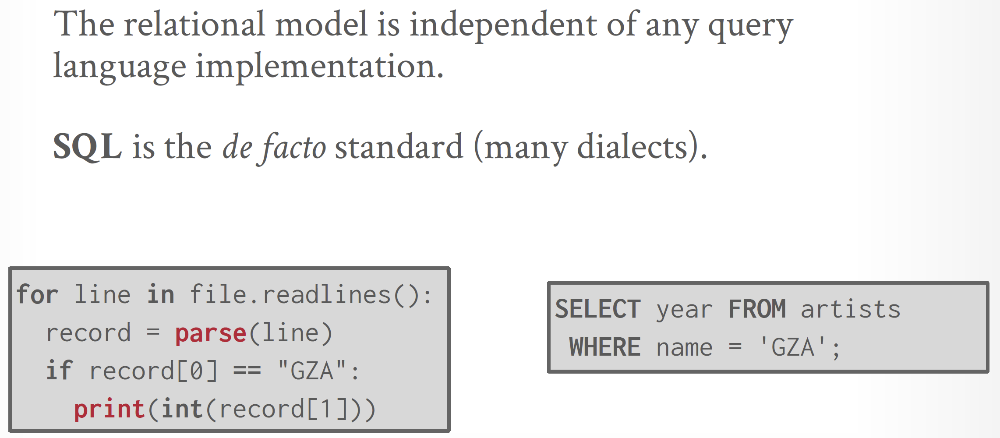 The relational model is independent of any query
language implementation.
SQL is the de facto standard (many dialects).
for line in file.readlines():
  record = parse(line)
  if record[0] == "GZA":
    print(int(record[1]))
SELECT year FROM artists
 WHERE name = 'GZA';